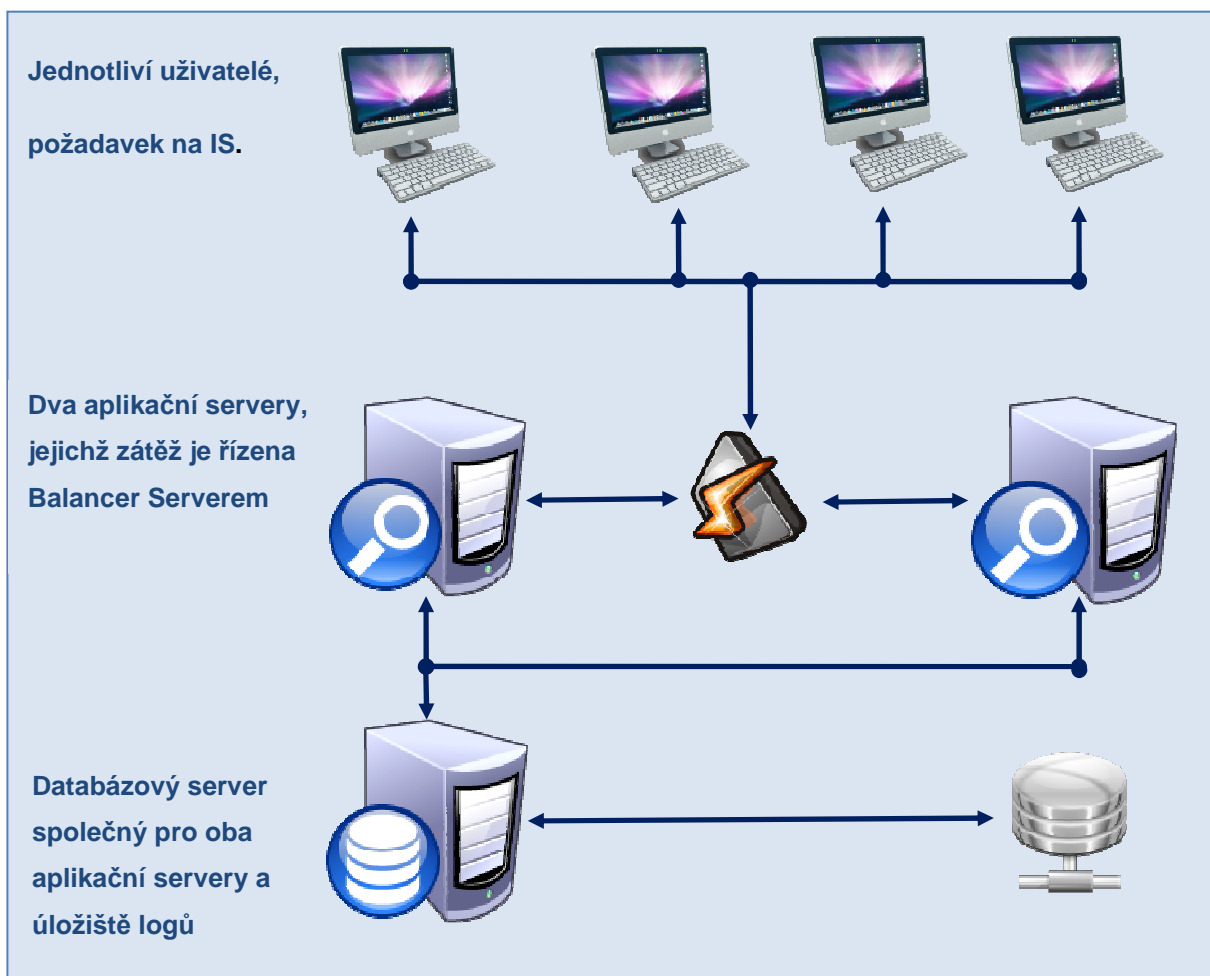 Jednotliví uživatelé,
požadavek na IS.
Dva aplikační servery,
jejichž zátěž je řízena
Balancer Serverem
Databázový server
společný pro oba
aplikační servery a
úložiště logů